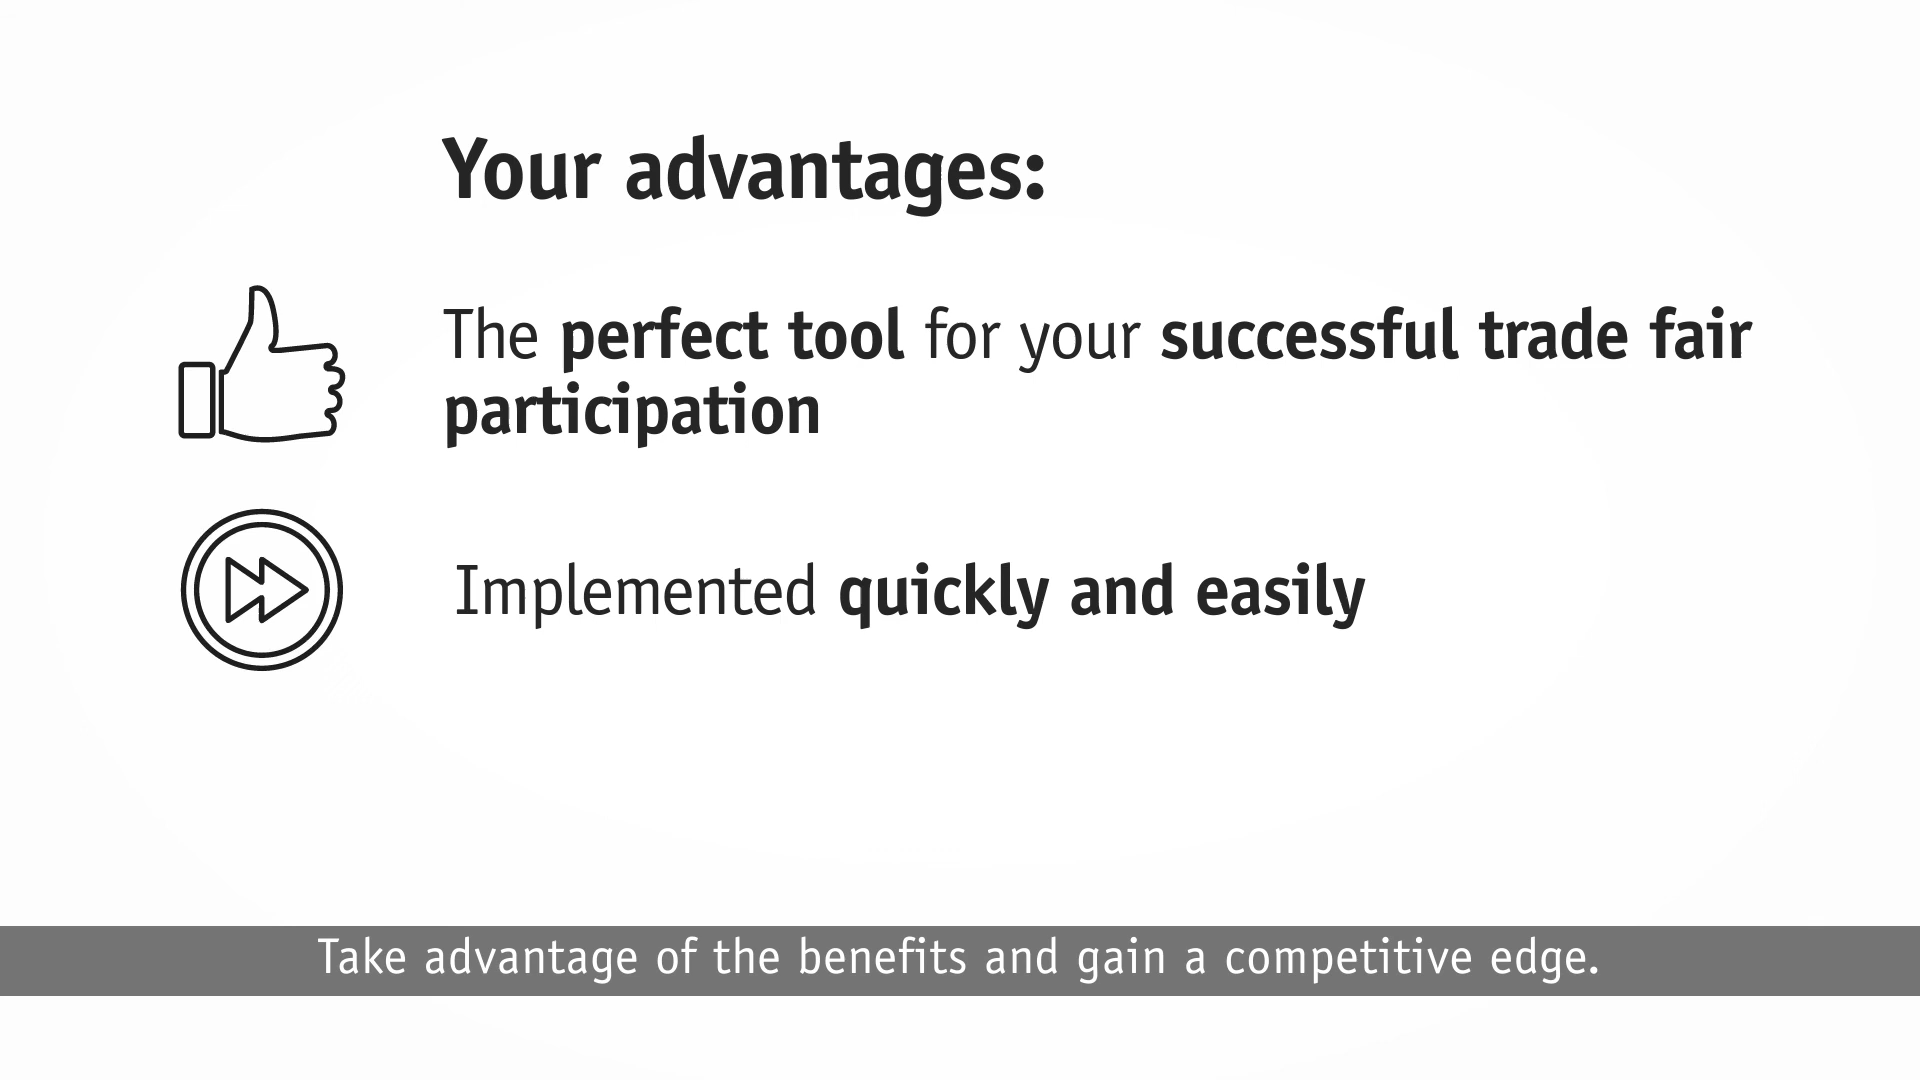 Your advantages:
The perfect tool for your successful trade fair
participation
Implemented quickly and easily
Take advantage of the benefits and gain a competitive edge.